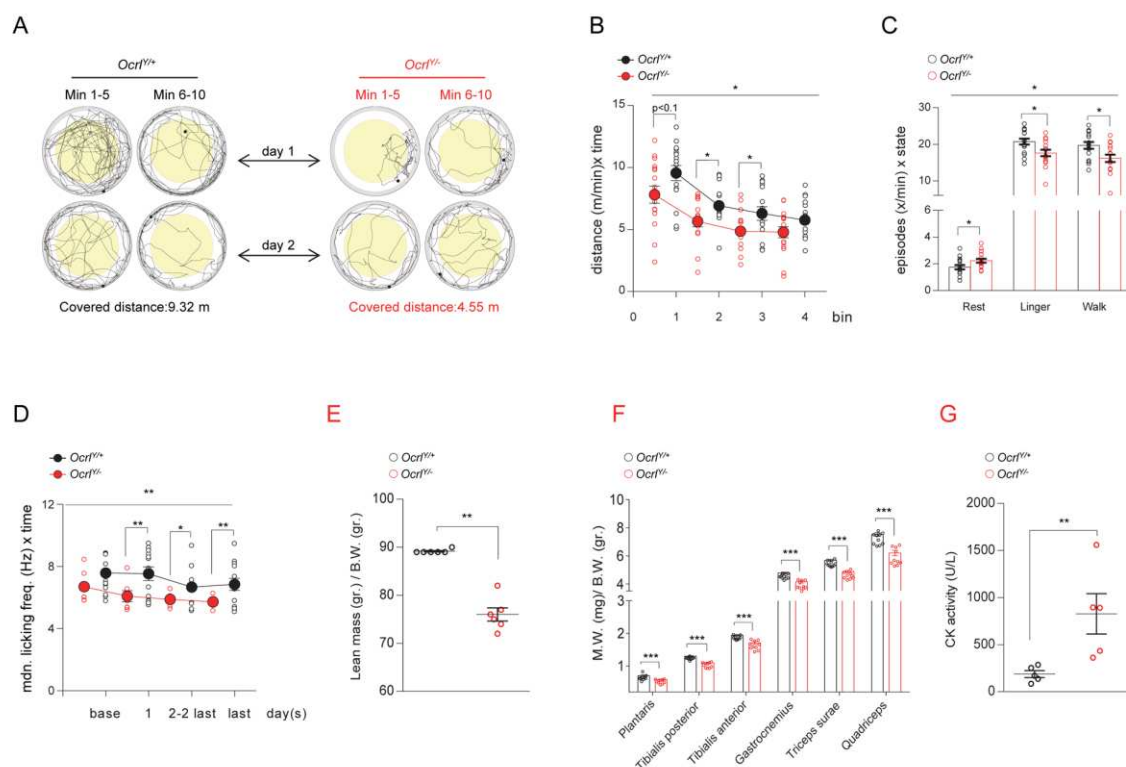 A
Ocrl^Y/+
Ocrl^Y/-
Min 1-5
Min 6-10
Min 1-5
Min 6-10
day 1
day 2
Covered distance:9.32 m
Covered distance:4.55 m
B
Ocrl^Y/+
Ocrl^Y/-
*
p<0.1
*
*
distance (m/min)x time
15
10
5
0
0
1
2
3
4
bin
C
Ocrl^Y/+
Ocrl^Y/-
*
*
*
*
episodes (x/min) x state
30
20
10
6
4
2
0
Rest
Linger
Walk
D
Ocrl^Y/+
Ocrl^Y/-
**
**
*
**
mdn. licking freq. (Hz) x time
12
8
4
0
base
1
2-2 last
last
day(s)
E
Ocrl^Y/+
Ocrl^Y/-
**
Lean mass (gr.) / B.W. (gr.)
100
90
80
70
60
F
Ocrl^Y/+
Ocrl^Y/-
***
***
***
***
***
***
M.W. (mg)/ B.W. (gr.)
10
8
6
4
3
2
1
Plantaris
Tibialis posterior
Tibialis anterior
Gastrocnemius
Triceps surae
Quadriceps
G
Ocrl^Y/+
Ocrl^Y/-
**
CK activity (U/L)
2000
1500
1000
500
0